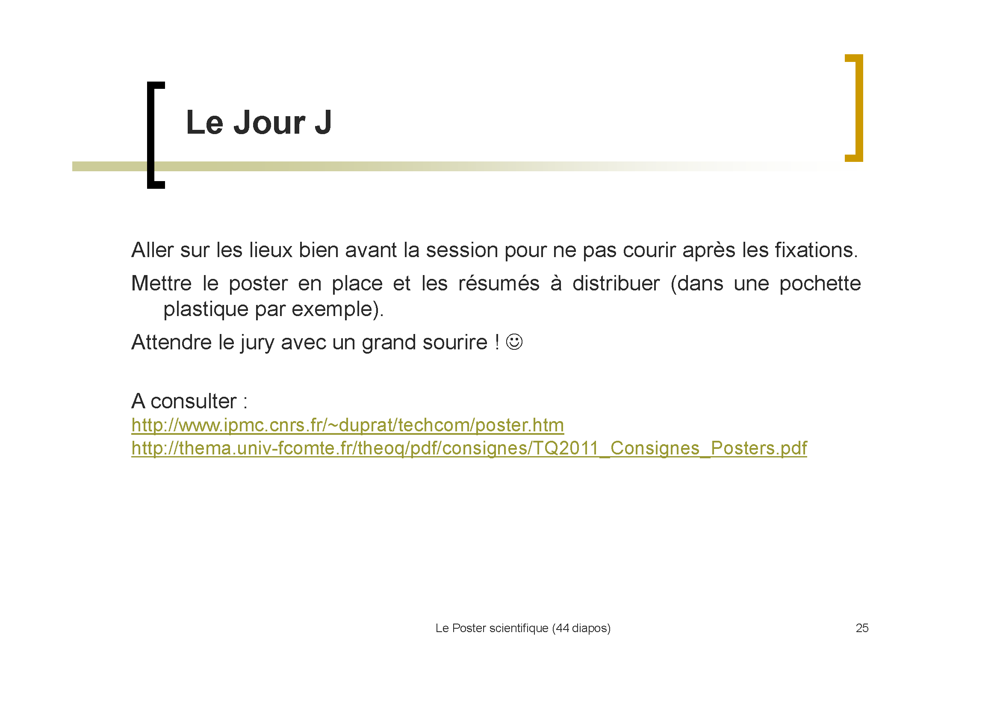 Le Jour J
Aller sur les lieux bien avant la session pour ne pas courir après les fixations.
Mettre le poster en place et les résumés à distribuer (dans une pochette
plastique par exemple).
Attendre le jury avec un grand sourire ! ☺
A consulter :
http://www.ipmc.cnrs.fr/~duprat/techcom/poster.htm
http://thema.univ-fcomte.fr/theoq/pdf/consignes/TQ2011_Consignes_Posters.pdf
Le Poster scientifique (44 diapos)
25